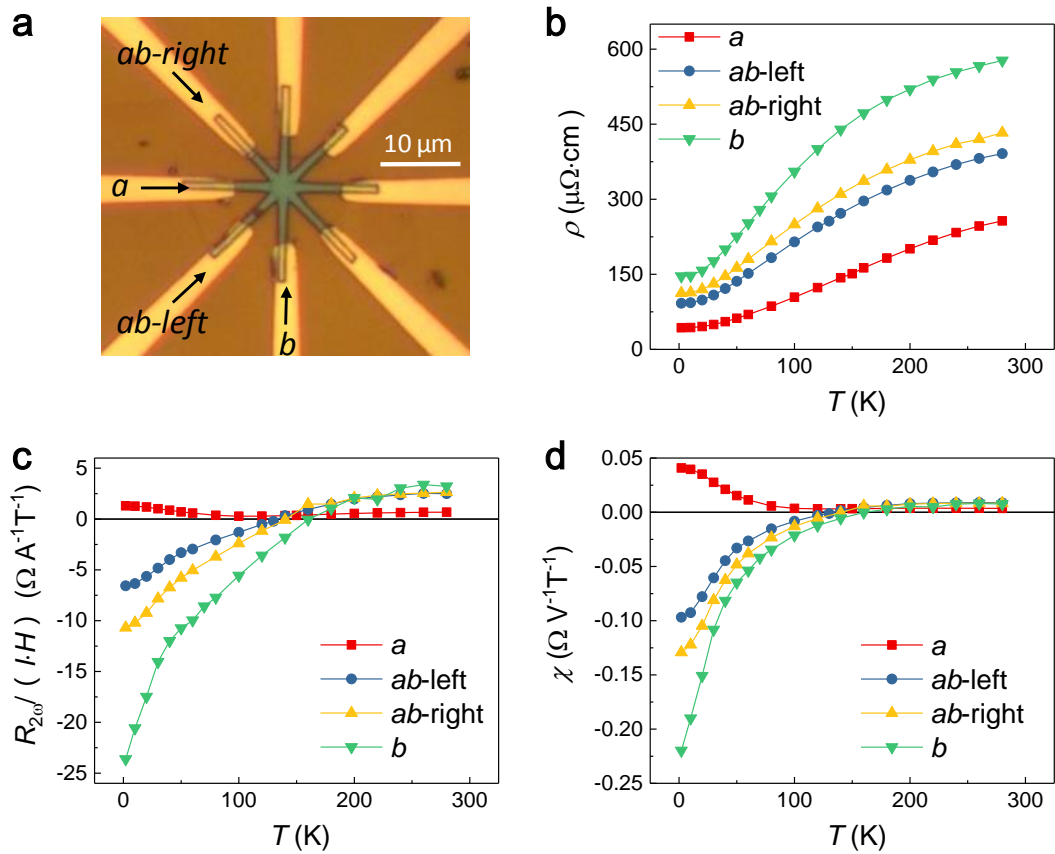 a
ab-right
10 μm
a
ab-left
b
b
600
450
300
150
0
ρ (μΩ·cm)
a
ab-left
ab-right
b
0
100
200
300
T (K)
c
5
0
-5
-10
-15
-20
-25
R2ω/ ( I·H ) (Ω A-1T-1)
a
ab-left
ab-right
b
0
100
200
300
T (K)
d
0.05
0.00
-0.05
-0.10
-0.15
-0.20
-0.25
χ (Ω V-1T-1)
a
ab-left
ab-right
b
0
100
200
300
T (K)